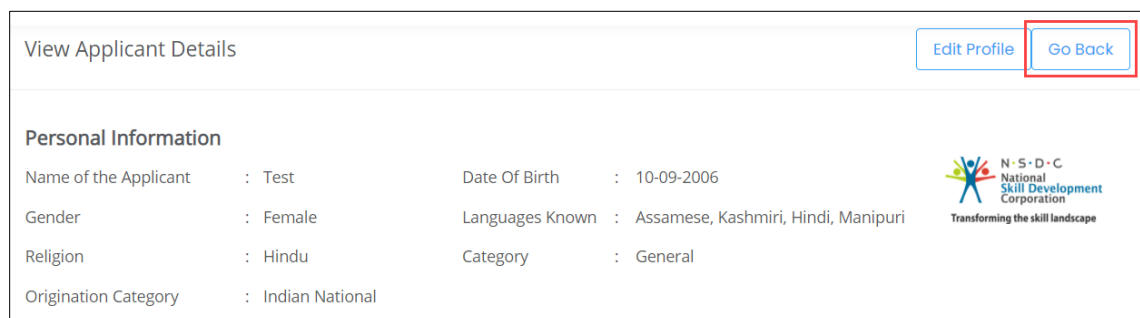 View Applicant Details
Edit Profile
Go Back
Personal Information
Name of the Applicant : Test Date Of Birth : 10-09-2006
Gender : Female Languages Known : Assamese, Kashmiri, Hindi, Manipuri
Religion : Hindu Category : General
Origination Category : Indian National
N·S·D·C
National
Skill Development
Corporation
Transforming the skill landscape